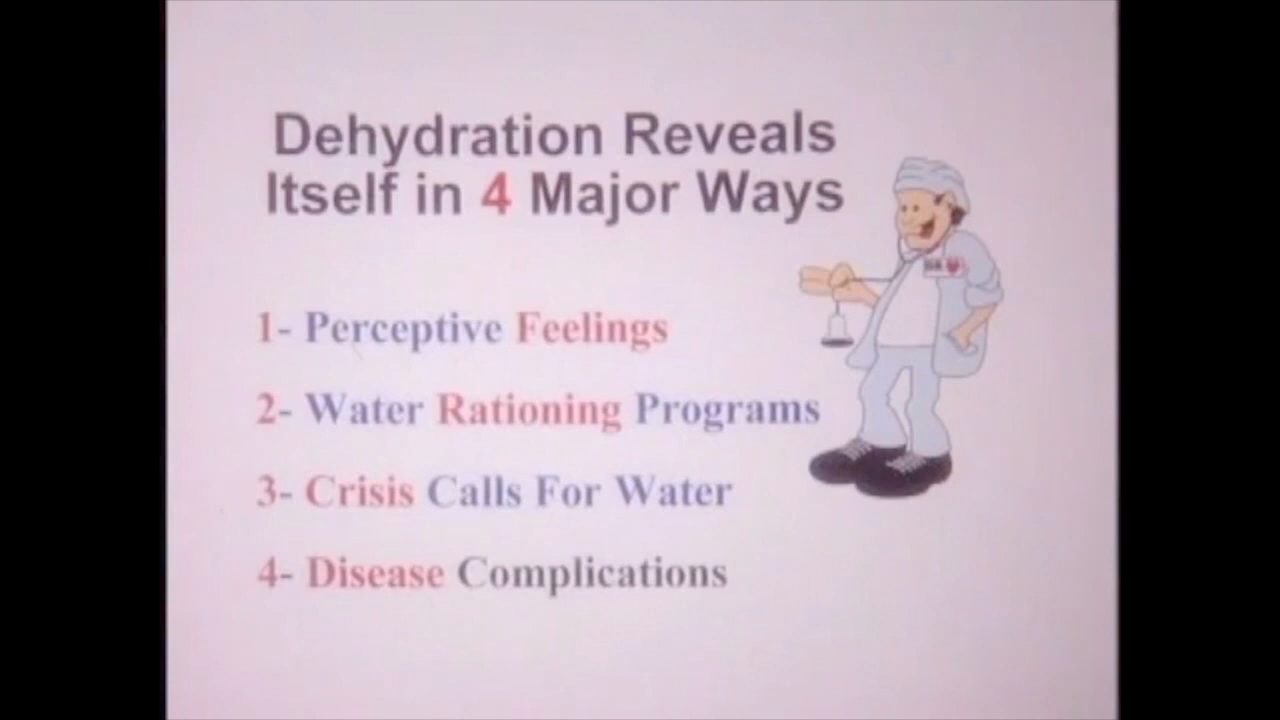 Dehydration Reveals
Itself in 4 Major Ways
1- Perceptive Feelings
2- Water Rationing Programs
3- Crisis Calls For Water
4- Disease Complications